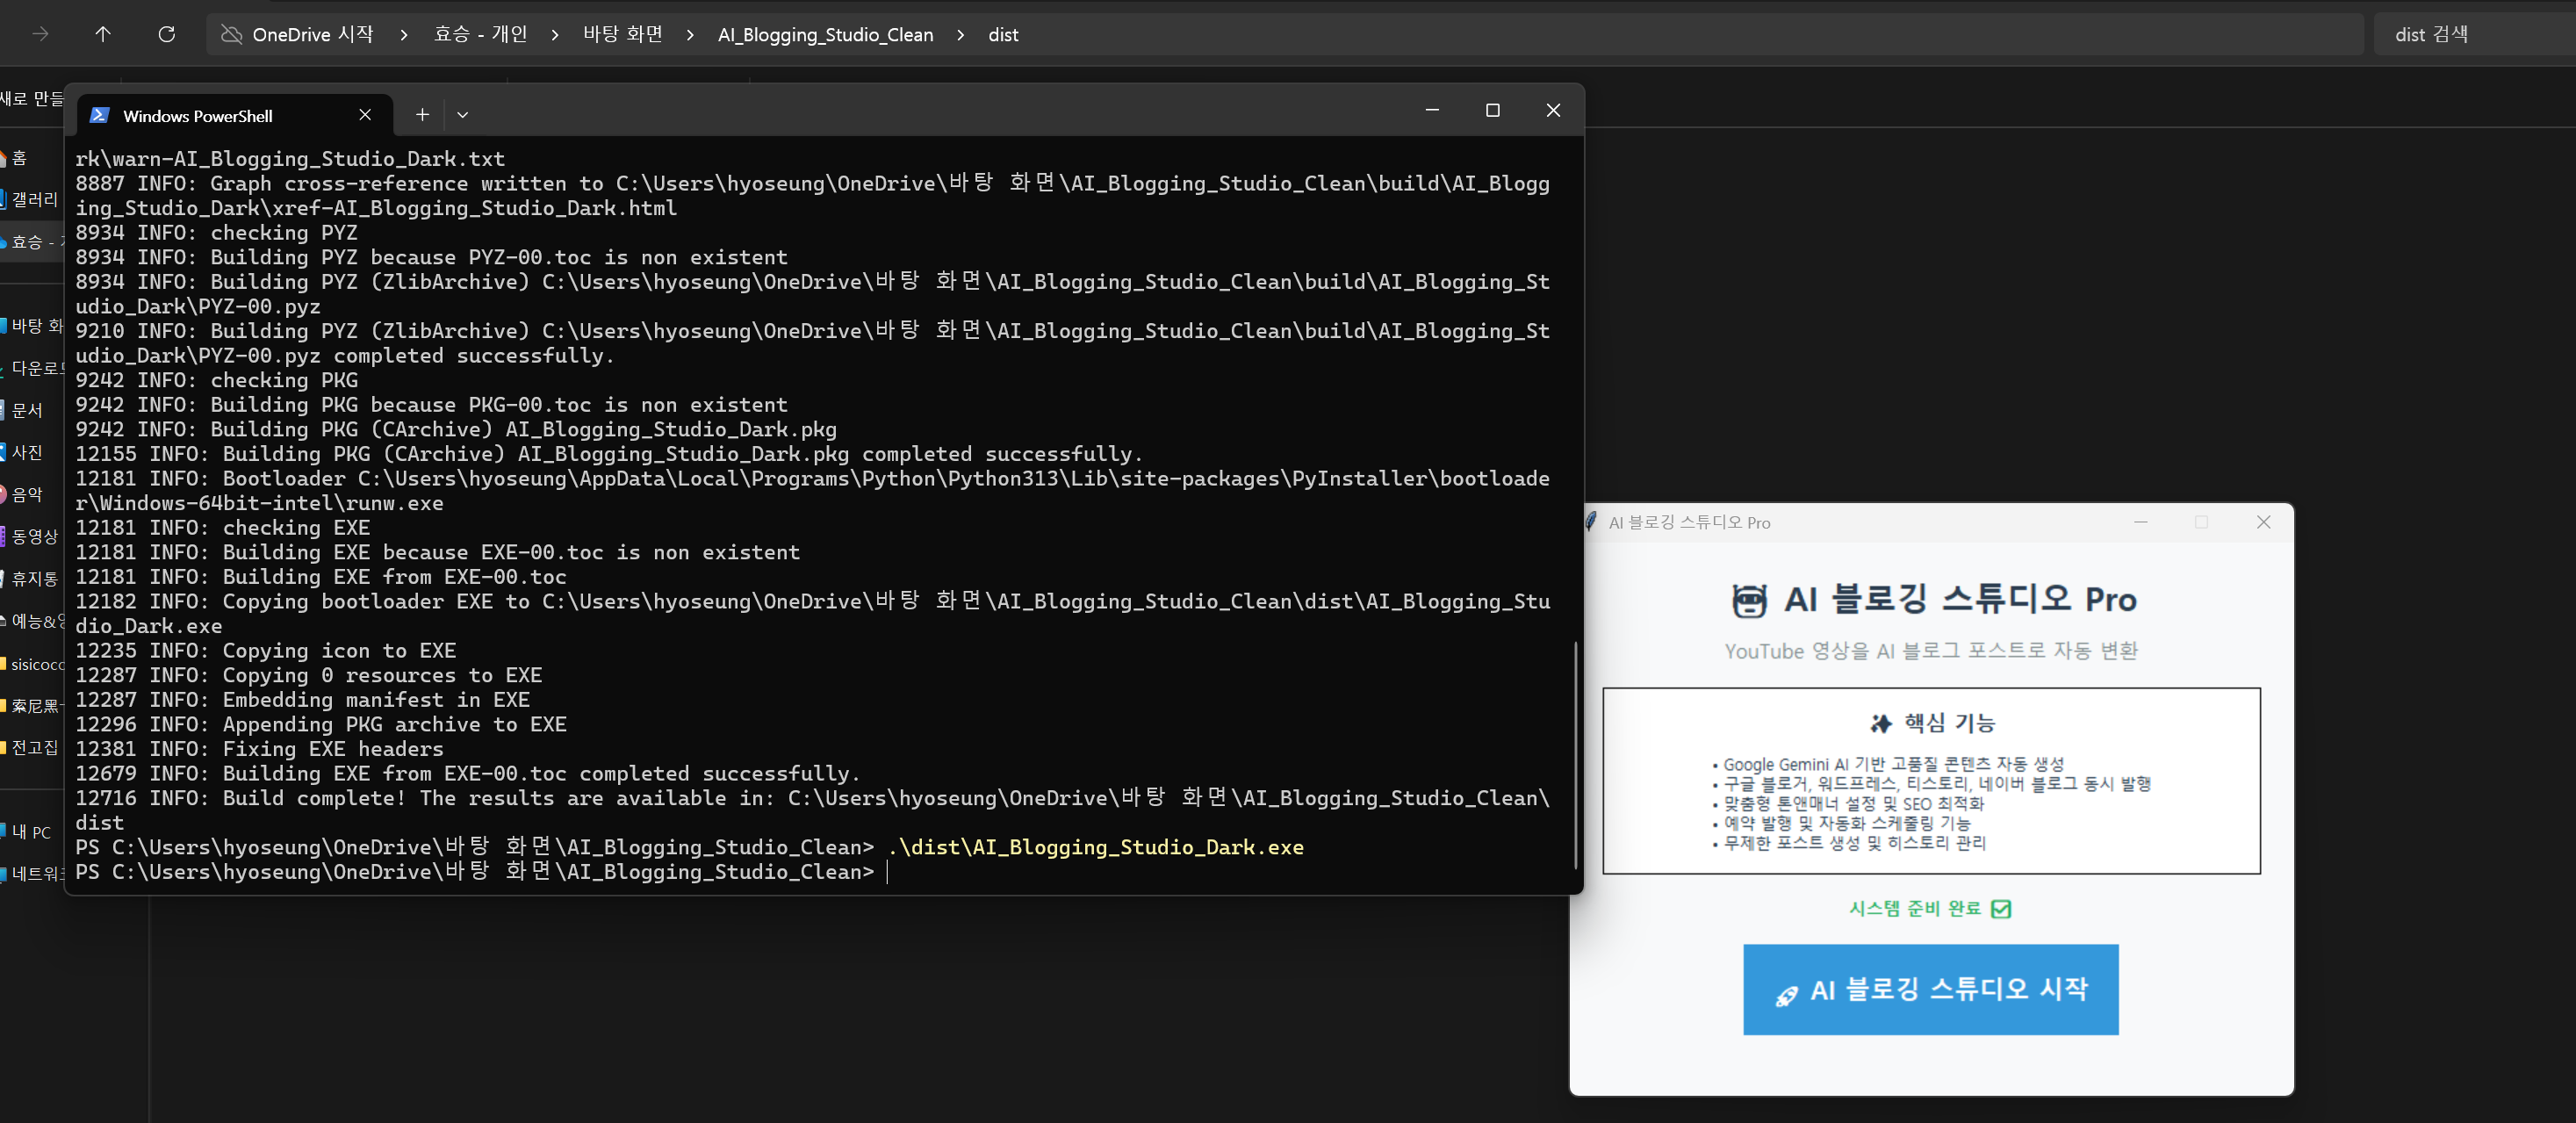 OneDrive 시작 > 효승 - 개인 > 바탕 화면 > AI_Blogging_Studio_Clean > dist
dist 검색
새로 만들
홈
갤러리
효승 -
바탕 화
다운로드
문서
사진
음악
동영상
휴지통
예능&
sisicoco
索尼黑
전고집
내 PC
네트워크
Windows PowerShell
rk\warn-AI_Blogging_Studio_Dark.txt
8887 INFO: Graph cross-reference written to C:\Users\hyoseung\OneDrive\바탕 화면\AI_Blogging_Studio_Clean\build\AI_Blogg
ing_Studio_Dark\xref-AI_Blogging_Studio_Dark.html
8934 INFO: checking PYZ
8934 INFO: Building PYZ because PYZ-00.toc is non existent
8934 INFO: Building PYZ (ZlibArchive) C:\Users\hyoseung\OneDrive\바탕 화면\AI_Blogging_Studio_Clean\build\AI_Blogging_St
udio_Dark\PYZ-00.pyz
9210 INFO: Building PYZ (ZlibArchive) C:\Users\hyoseung\OneDrive\바탕 화면\AI_Blogging_Studio_Clean\build\AI_Blogging_St
udio_Dark\PYZ-00.pyz completed successfully.
9242 INFO: checking PKG
9242 INFO: Building PKG because PKG-00.toc is non existent
9242 INFO: Building PKG (CArchive) AI_Blogging_Studio_Dark.pkg
12155 INFO: Building PKG (CArchive) AI_Blogging_Studio_Dark.pkg completed successfully.
12181 INFO: Bootloader C:\Users\hyoseung\AppData\Local\Programs\Python\Python313\Lib\site-packages\PyInstaller\bootloade
r\Windows-64bit-intel\runw.exe
12181 INFO: checking EXE
12181 INFO: Building EXE because EXE-00.toc is non existent
12181 INFO: Building EXE from EXE-00.toc
12182 INFO: Copying bootloader EXE to C:\Users\hyoseung\OneDrive\바탕 화면\AI_Blogging_Studio_Clean\dist\AI_Blogging_Stu
dio_Dark.exe
12235 INFO: Copying icon to EXE
12287 INFO: Copying 0 resources to EXE
12287 INFO: Embedding manifest in EXE
12296 INFO: Appending PKG archive to EXE
12381 INFO: Fixing EXE headers
12679 INFO: Building EXE from EXE-00.toc completed successfully.
12716 INFO: Build complete! The results are available in: C:\Users\hyoseung\OneDrive\바탕 화면\AI_Blogging_Studio_Clean\
dist
PS C:\Users\hyoseung\OneDrive\바탕 화면\AI_Blogging_Studio_Clean> .\dist\AI_Blogging_Studio_Dark.exe
PS C:\Users\hyoseung\OneDrive\바탕 화면\AI_Blogging_Studio_Clean>
AI 블로깅 스튜디오 Pro
🤖 AI 블로깅 스튜디오 Pro
YouTube 영상을 AI 블로그 포스트로 자동 변환
✨ 핵심 기능
• Google Gemini AI 기반 고품질 콘텐츠 자동 생성
• 구글 블로거, 워드프레스, 티스토리, 네이버 블로그 동시 발행
• 맞춤형 톤앤매너 설정 및 SEO 최적화
• 예약 발행 및 자동화 스케줄링 기능
• 무제한 포스트 생성 및 히스토리 관리
시스템 준비 완료 ✅
🚀 AI 블로깅 스튜디오 시작